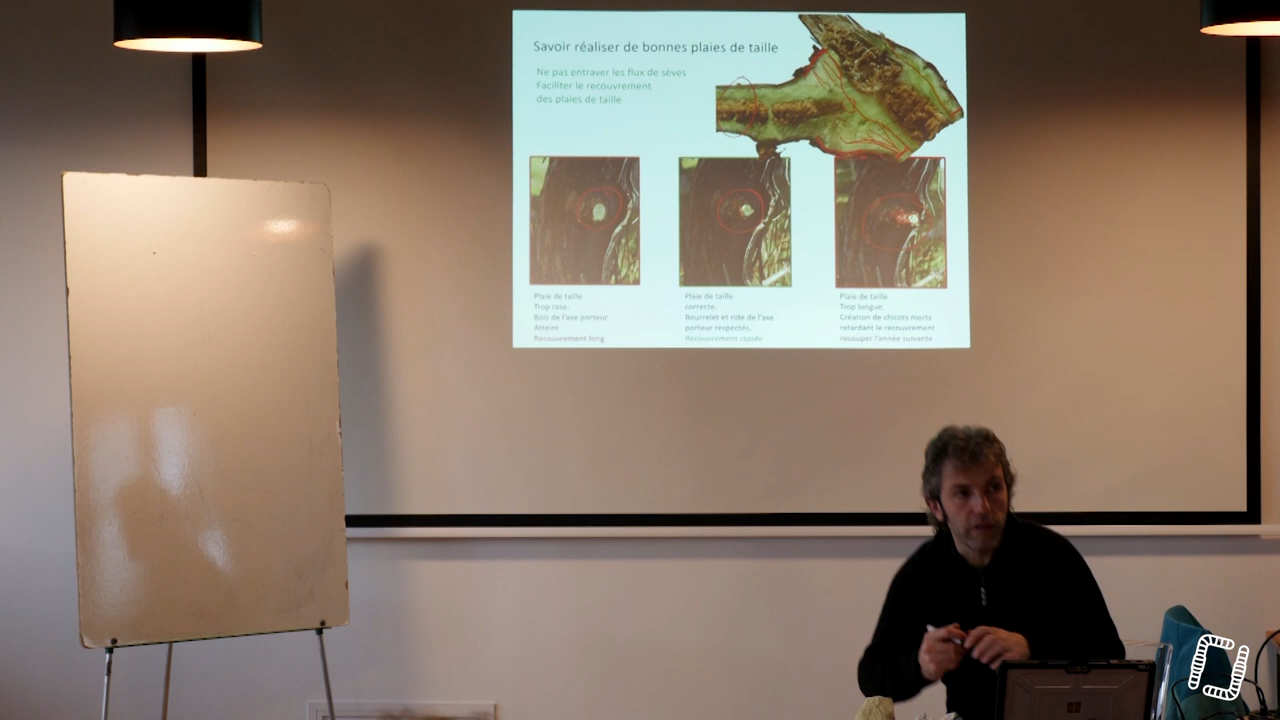 Savoir réaliser de bonnes plaies de taille
Ne pas entraver les flux de sèves
Faciliter le recouvrement
des plaies de taille
Plaie de taille
Trop rase.
Bois de l'axe porteur
Atteint
Recouvrement long
Plaie de taille
correcte.
Bourrelet et ride de l'axe
porteur respectés.
Recouvrement rapide
Plaie de taille
Trop longue.
Création de chicots morts
retardant le recouvrement
recouper l'année suivante.